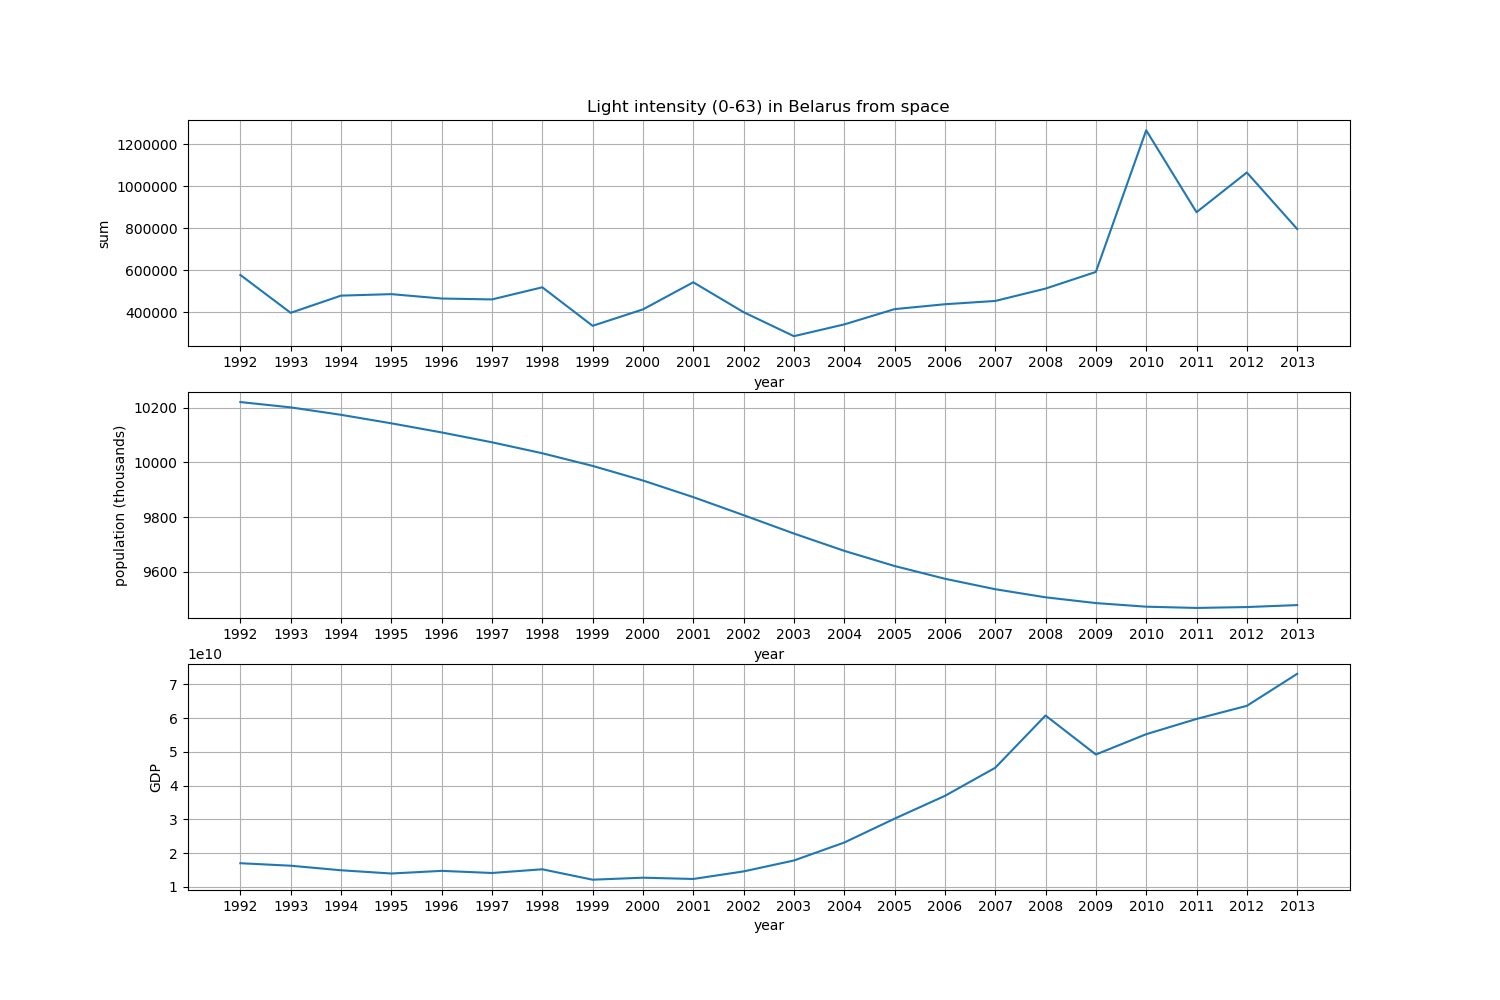 Light intensity (0-63) in Belarus from space
1200000
1000000
800000
600000
400000
sum
1992 1993 1994 1995 1996 1997 1998 1999 2000 2001 2002 2003 2004 2005 2006 2007 2008 2009 2010 2011 2012 2013
year
10200
10000
9800
9600
population (thousands)
1992 1993 1994 1995 1996 1997 1998 1999 2000 2001 2002 2003 2004 2005 2006 2007 2008 2009 2010 2011 2012 2013
year
1e10
7
6
5
4
3
2
1
GDP
1992 1993 1994 1995 1996 1997 1998 1999 2000 2001 2002 2003 2004 2005 2006 2007 2008 2009 2010 2011 2012 2013
year